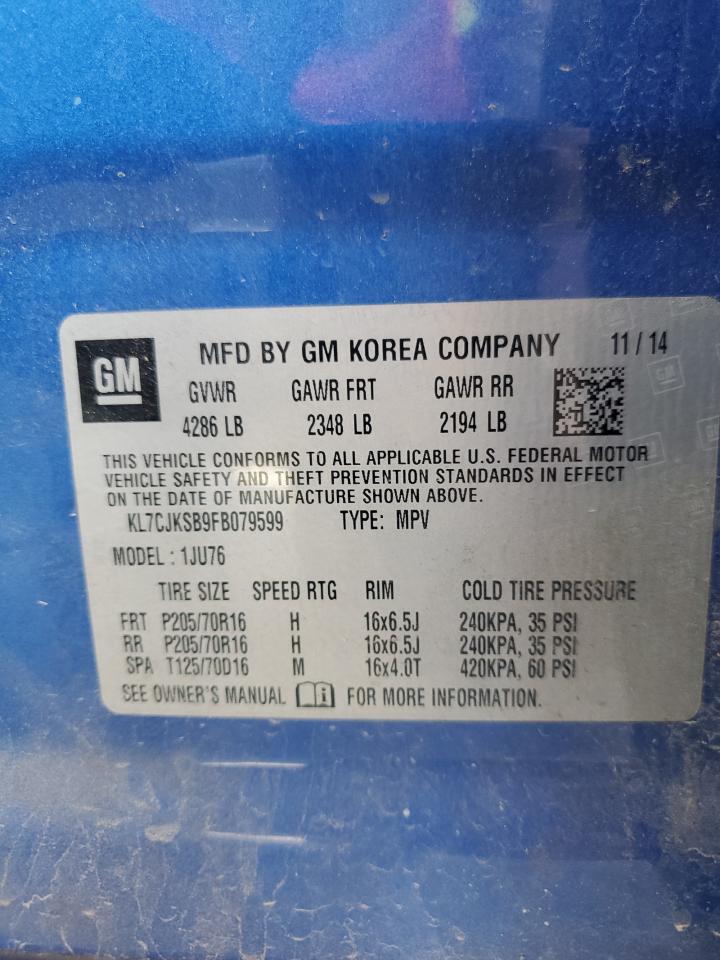 GM
MFD BY GM KOREA COMPANY 11 / 14
GVWR GAWR FRT GAWR RR
4286 LB 2348 LB 2194 LB
THIS VEHICLE CONFORMS TO ALL APPLICABLE U.S. FEDERAL MOTOR
VEHICLE SAFETY AND THEFT PREVENTION STANDARDS IN EFFECT
ON THE DATE OF MANUFACTURE SHOWN ABOVE.
KL7CJKSB9FB079599 TYPE: MPV
MODEL : 1JU76
TIRE SIZE SPEED RTG RIM COLD TIRE PRESSURE
FRT P205/70R16 H 16x6.5J 240KPA, 35 PSI
RR P205/70R16 H 16x6.5J 240KPA, 35 PSI
SPA T125/70D16 M 16x4.0T 420KPA, 60 PSI
SEE OWNER'S MANUAL FOR MORE INFORMATION.